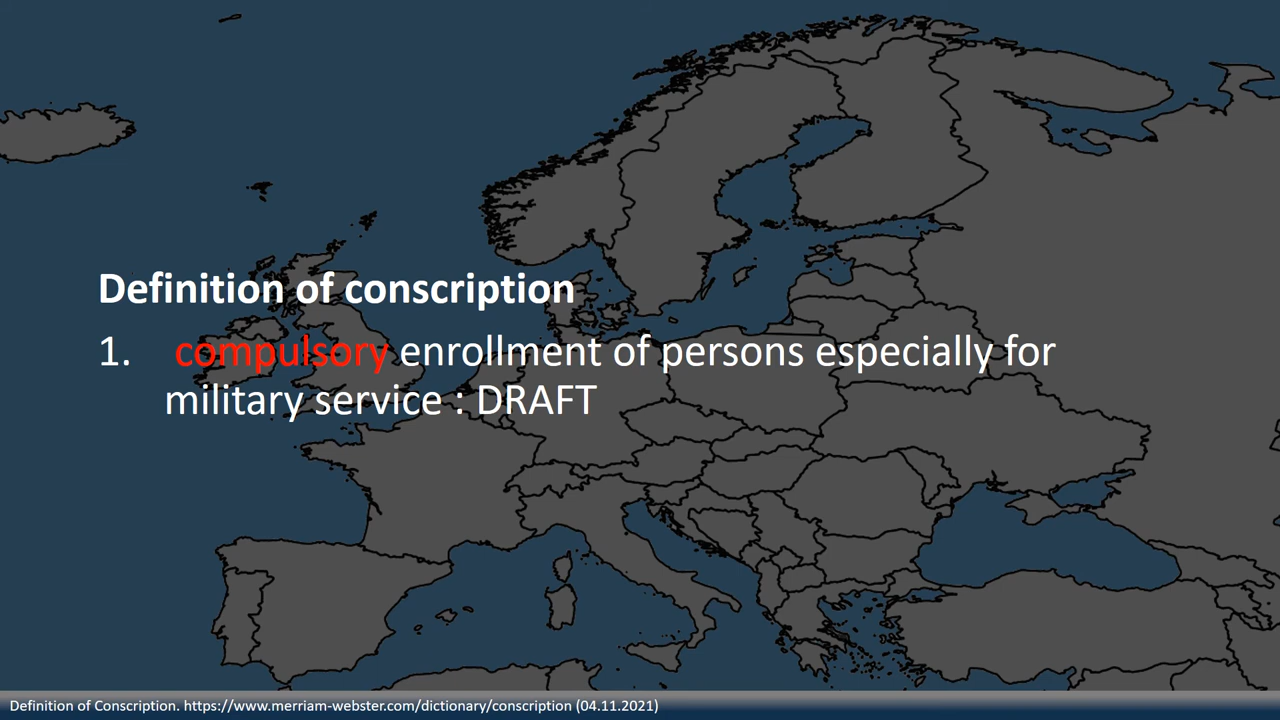 Definition of conscription
1. compulsory enrollment of persons especially for
military service : DRAFT
Definition of Conscription. https://www.merriam-webster.com/dictionary/conscription (04.11.2021)